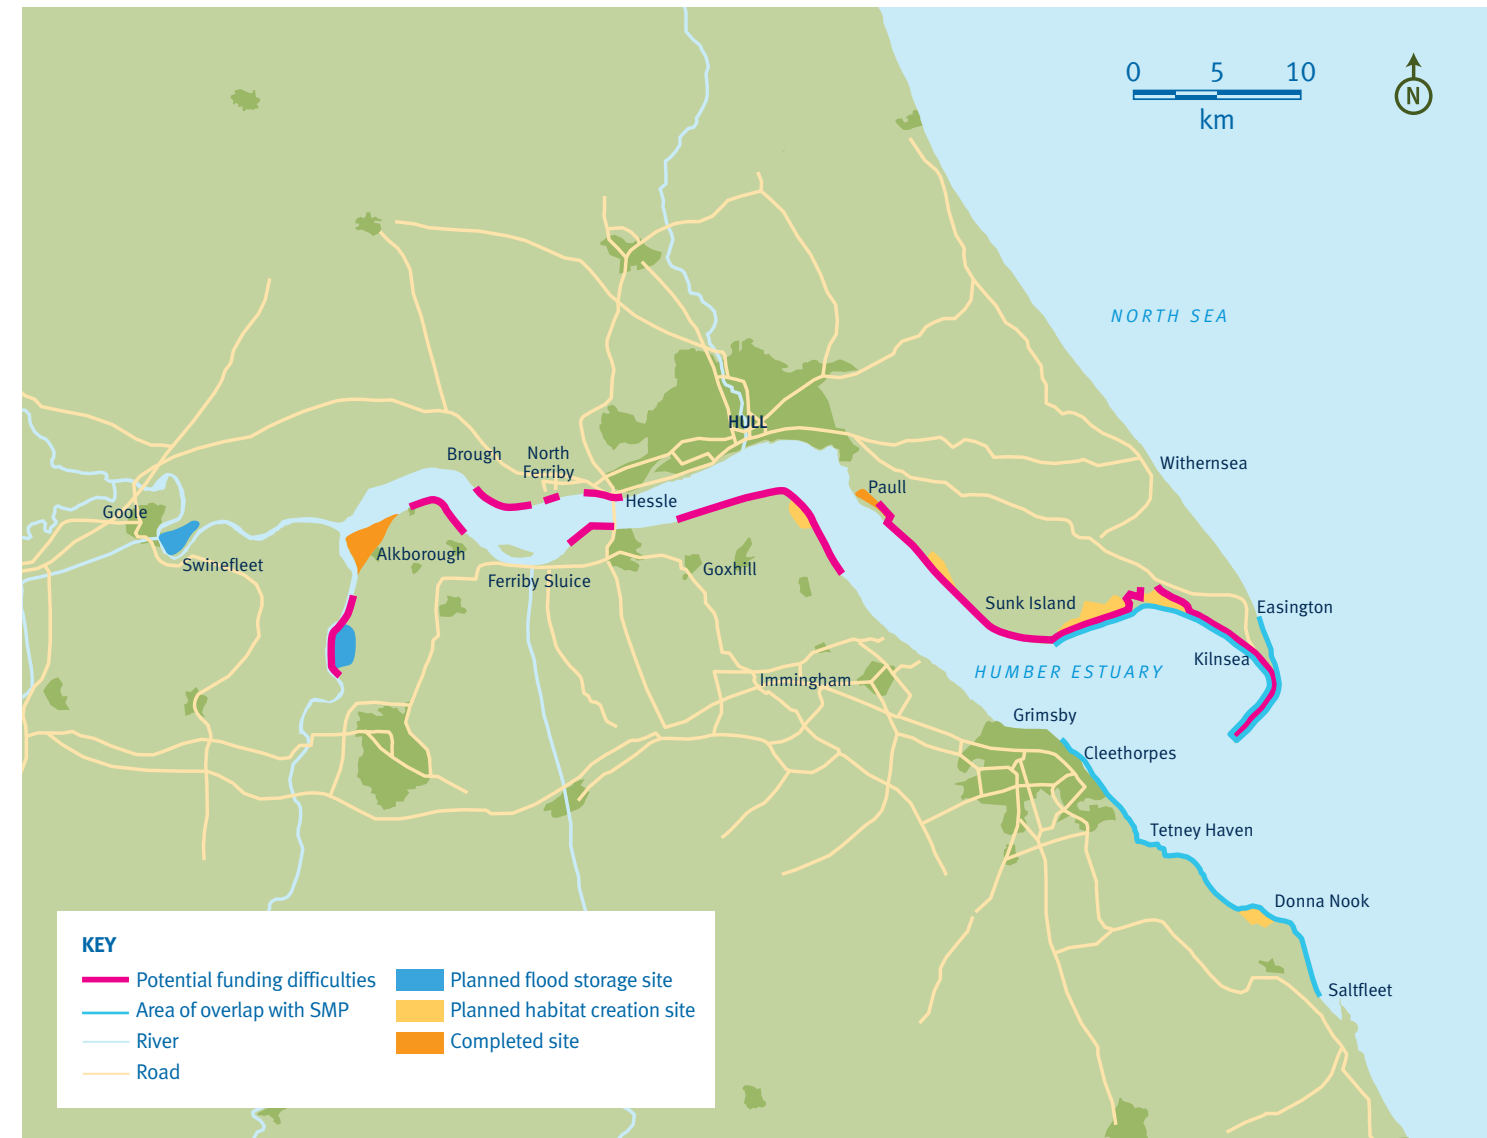 0 5 10
km
N
NORTH SEA
HULL
Brough
North
Ferriby
Withernsea
Hessle
Paull
Goole
Swinefleet
Alkborough
Ferriby Sluice
Goxhill
Sunk Island
Easington
Kilnsea
HUMBER ESTUARY
Immingham
Grimsby
Cleethorpes
Tetney Haven
Donna Nook
Saltfleet
KEY
Potential funding difficulties
Area of overlap with SMP
River
Road
Planned flood storage site
Planned habitat creation site
Completed site